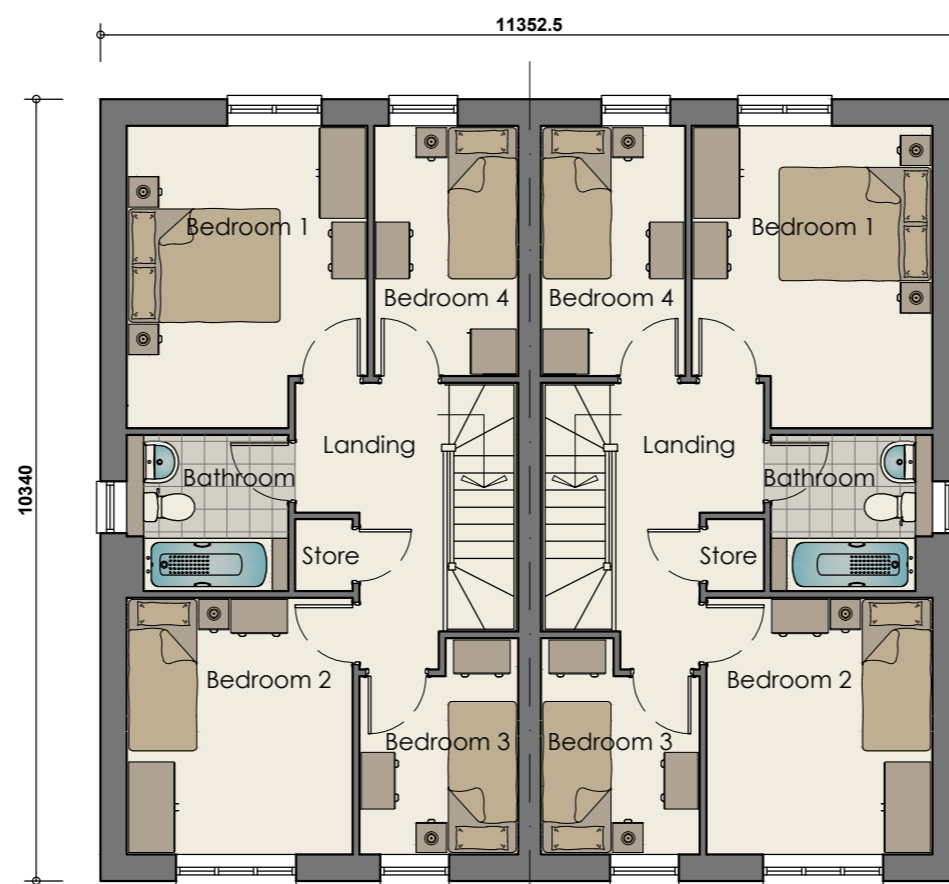 11352.5
10340
Bedroom 1
Bedroom 4
Bedroom 4
Bedroom 1
Landing
Landing
Bathroom
Bathroom
Store
Store
Bedroom 2
Bedroom 3
Bedroom 3
Bedroom 2